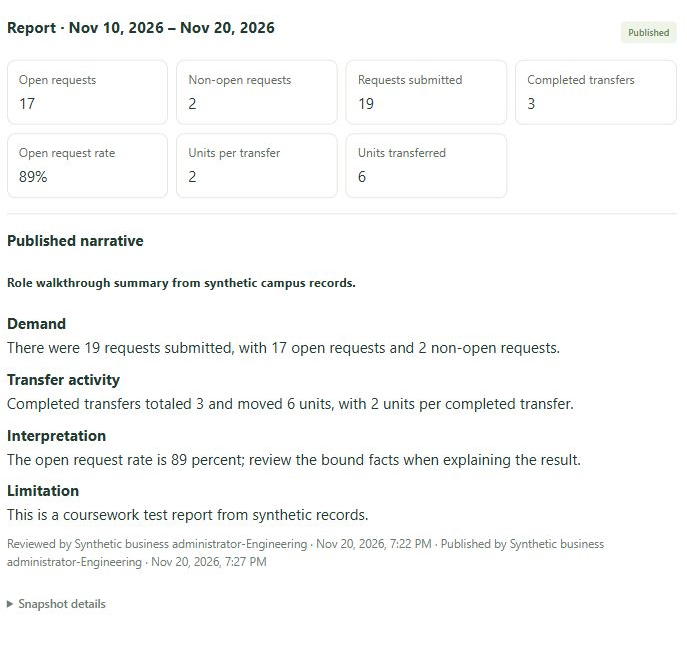 Report · Nov 10, 2026 – Nov 20, 2026
Published
Open requests
17
Non-open requests
2
Requests submitted
19
Completed transfers
3
Open request rate
89%
Units per transfer
2
Units transferred
6
Published narrative
Role walkthrough summary from synthetic campus records.
Demand
There were 19 requests submitted, with 17 open requests and 2 non-open requests.
Transfer activity
Completed transfers totaled 3 and moved 6 units, with 2 units per completed transfer.
Interpretation
The open request rate is 89 percent; review the bound facts when explaining the result.
Limitation
This is a coursework test report from synthetic records.
Reviewed by Synthetic business administrator-Engineering · Nov 20, 2026, 7:22 PM · Published by Synthetic business
administrator-Engineering · Nov 20, 2026, 7:27 PM
Snapshot details